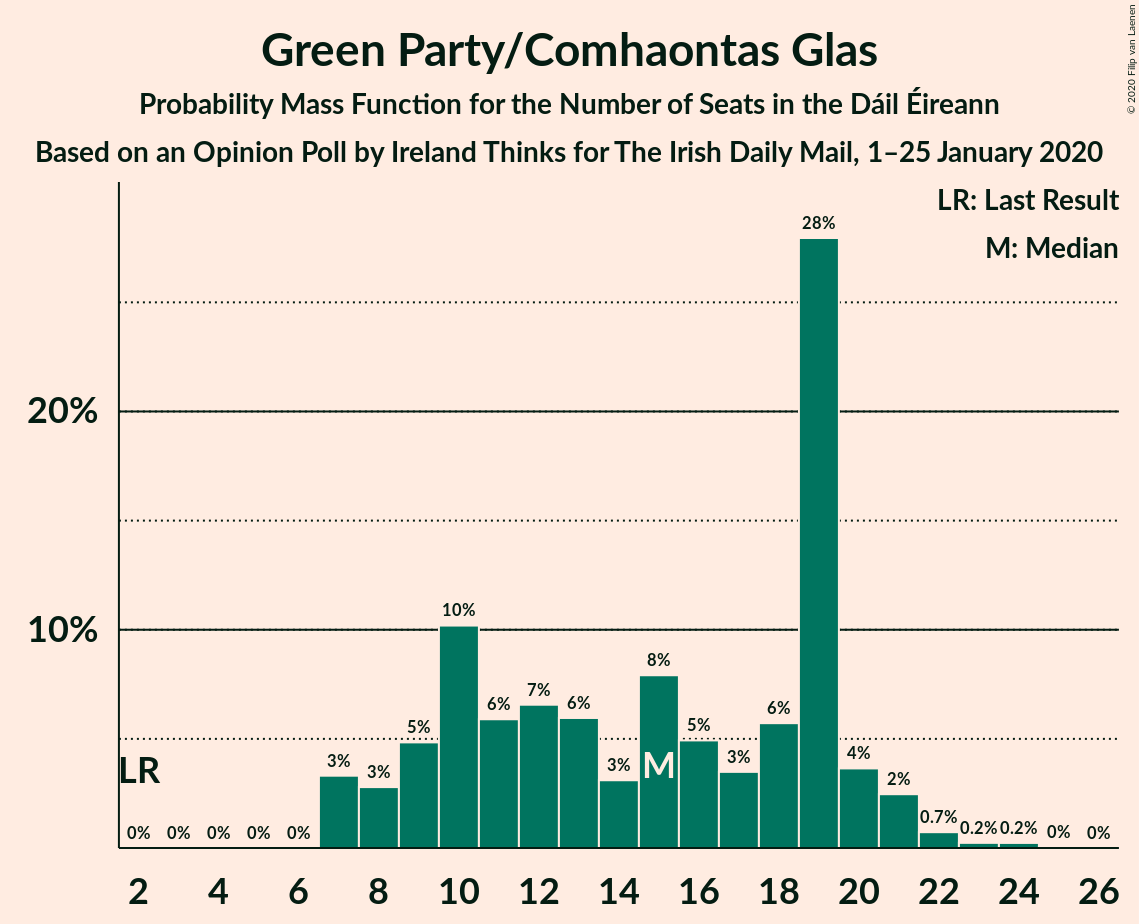 Green Party/Comhaontas Glas
Probability Mass Function for the Number of Seats in the Dáil Éireann
Based on an Opinion Poll by Ireland Thinks for The Irish Daily Mail, 1–25 January 2020
© 2020 Filip van Laenen
LR: Last Result
M: Median
28%
20%
10%
10%
8%
7%
6%
6%
6%
5%
5%
4%
3%
3%
3%
3%
2%
LR
M
0% 0% 0% 0% 0%
0.7% 0.2% 0.2% 0% 0%
2 4 6 8 10 12 14 16 18 20 22 24 26